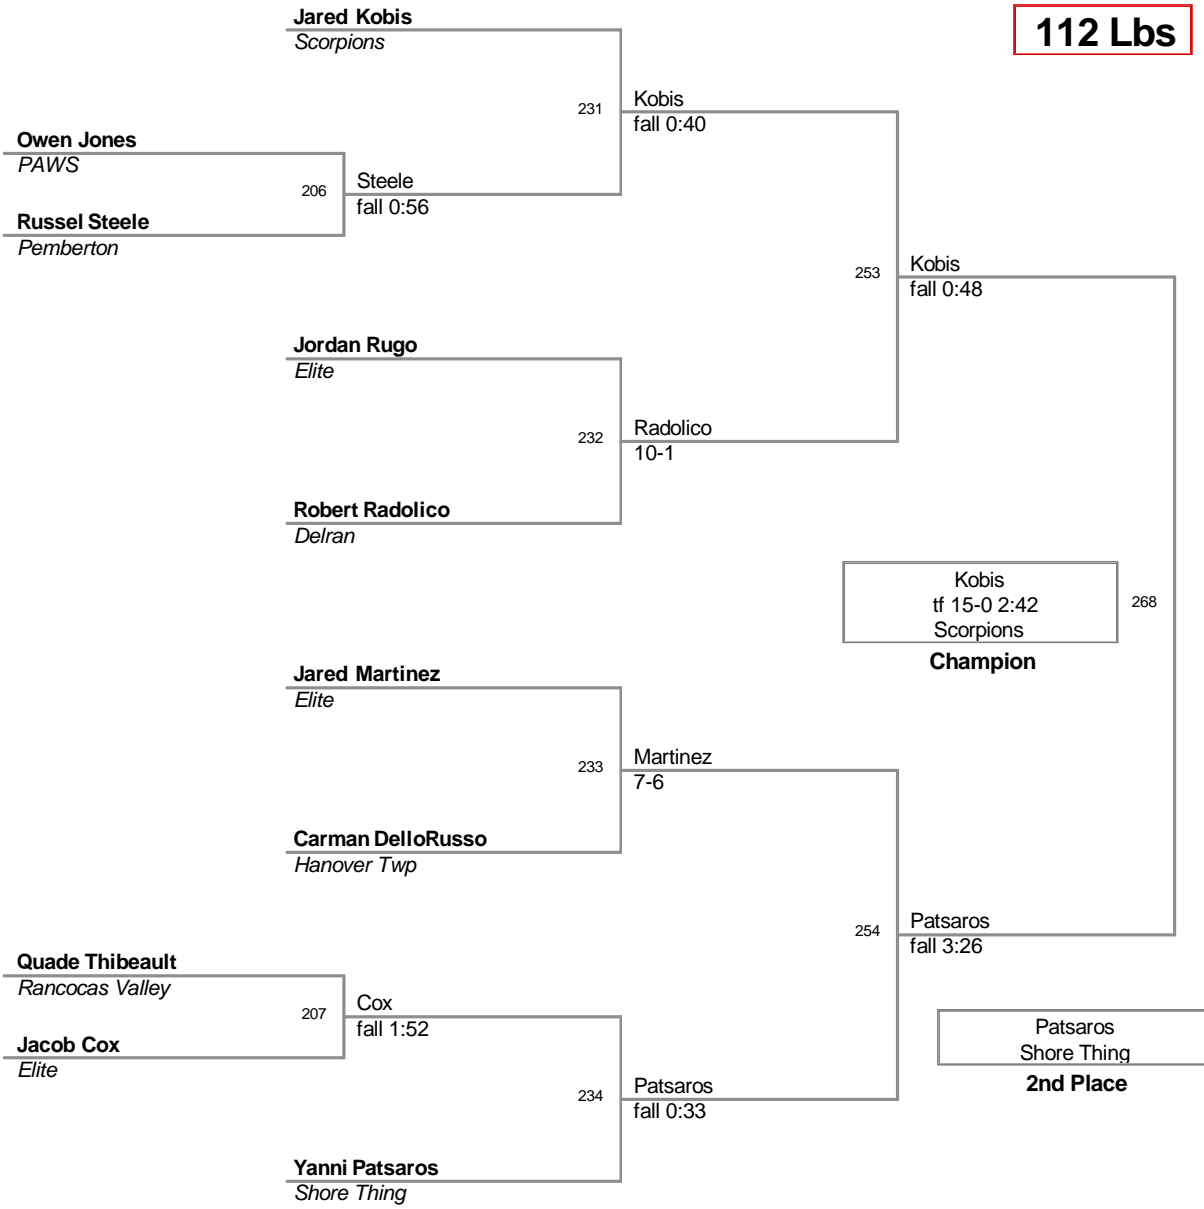 Jared Kobis
Scorpions
112 Lbs
231
Kobis
fall 0:40
Owen Jones
PAWS
206
Steele
fall 0:56
Russel Steele
Pemberton
253
Kobis
fall 0:48
Jordan Rugo
Elite
232
Radolico
10-1
Robert Radolico
Delran
Kobis
tf 15-0 2:42
Scorpions
268
Champion
Jared Martinez
Elite
233
Martinez
7-6
Carman DelloRusso
Hanover Twp
254
Patsaros
fall 3:26
Quade Thibeault
Rancocas Valley
207
Cox
fall 1:52
Jacob Cox
Elite
Patsaros
Shore Thing
2nd Place
234
Patsaros
fall 0:33
Yanni Patsaros
Shore Thing